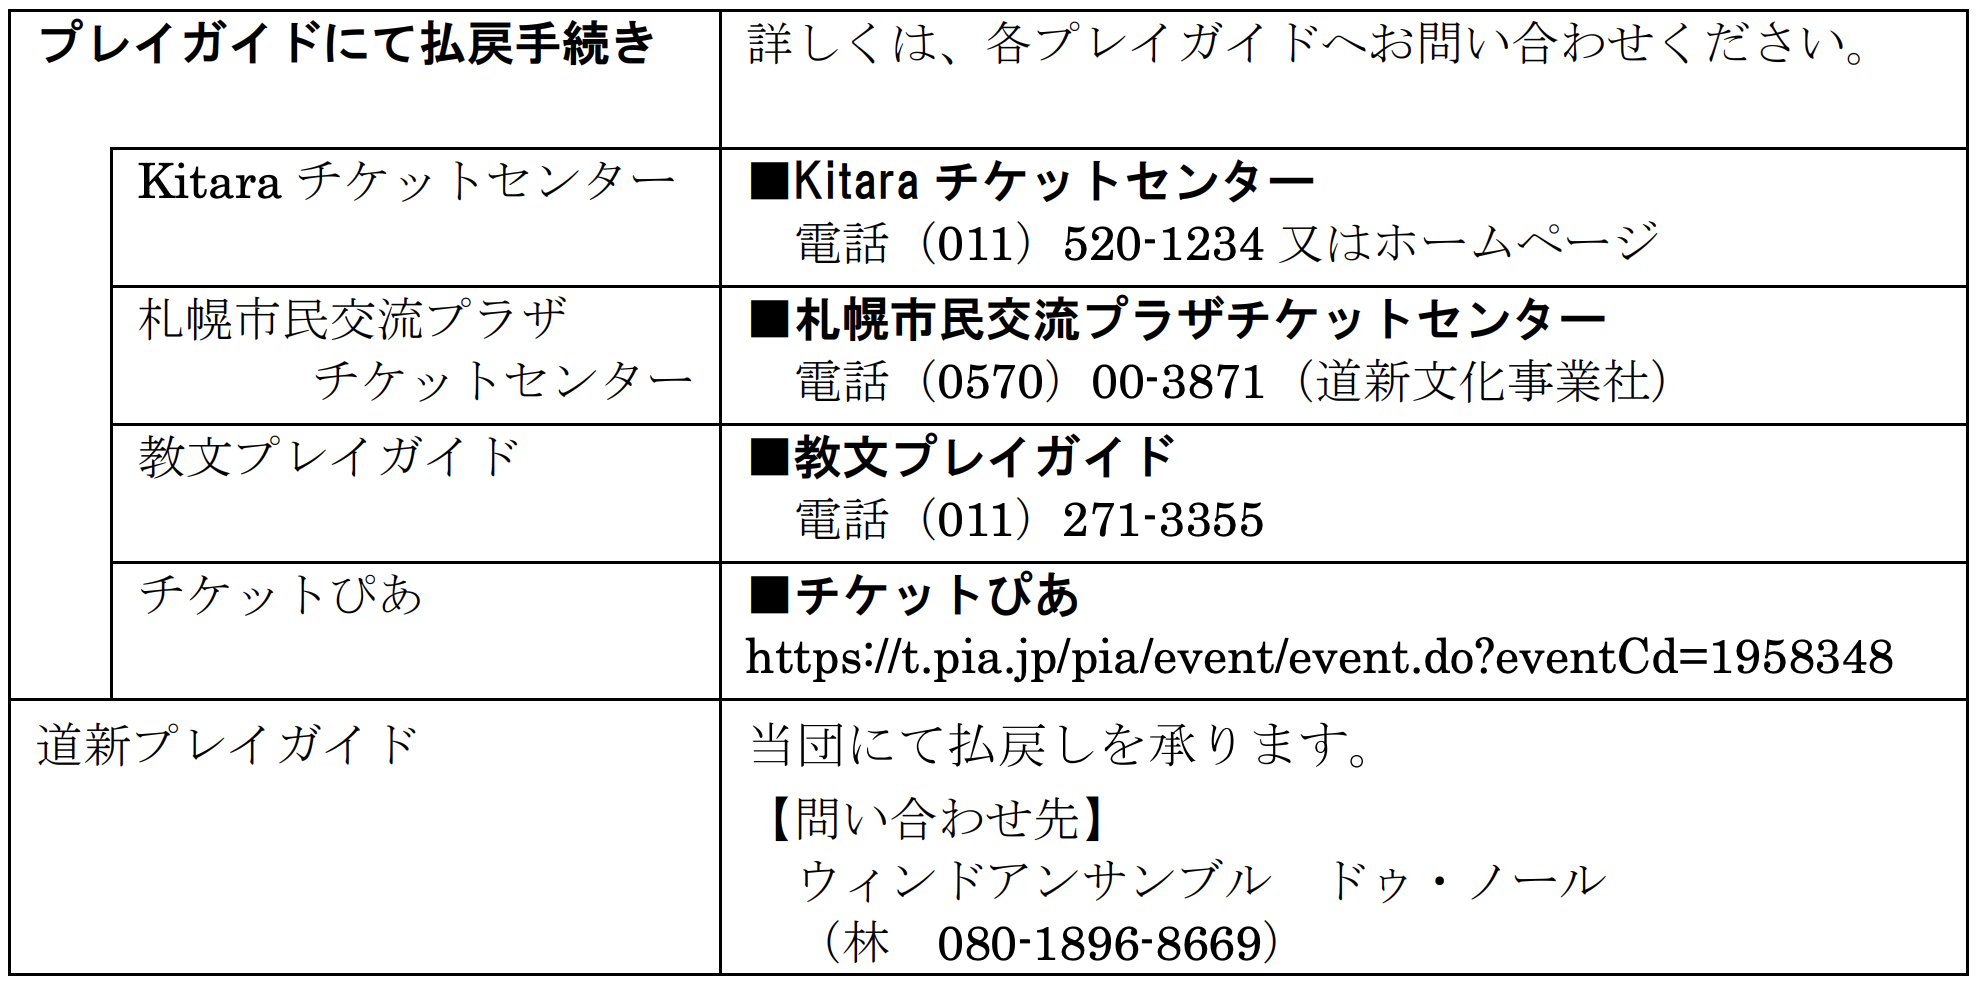 プレイガイドにて払戻手続き
詳しくは、各プレイガイドへお問い合わせください。
Kitara チケットセンター
■Kitara チケットセンター
電話（011）520-1234 又はホームページ
札幌市民交流プラザ
チケットセンター
■札幌市民交流プラザチケットセンター
電話（0570）00-3871（道新文化事業社）
教文プレイガイド
■教文プレイガイド
電話（011）271-3355
チケットぴあ
■チケットぴあ
https://t.pia.jp/pia/event/event.do?eventCd=1958348
道新プレイガイド
当団にて払戻しを承ります。
【問い合わせ先】
ウィンドアンサンブル　ドゥ・ノール
（林　080-1896-8669）